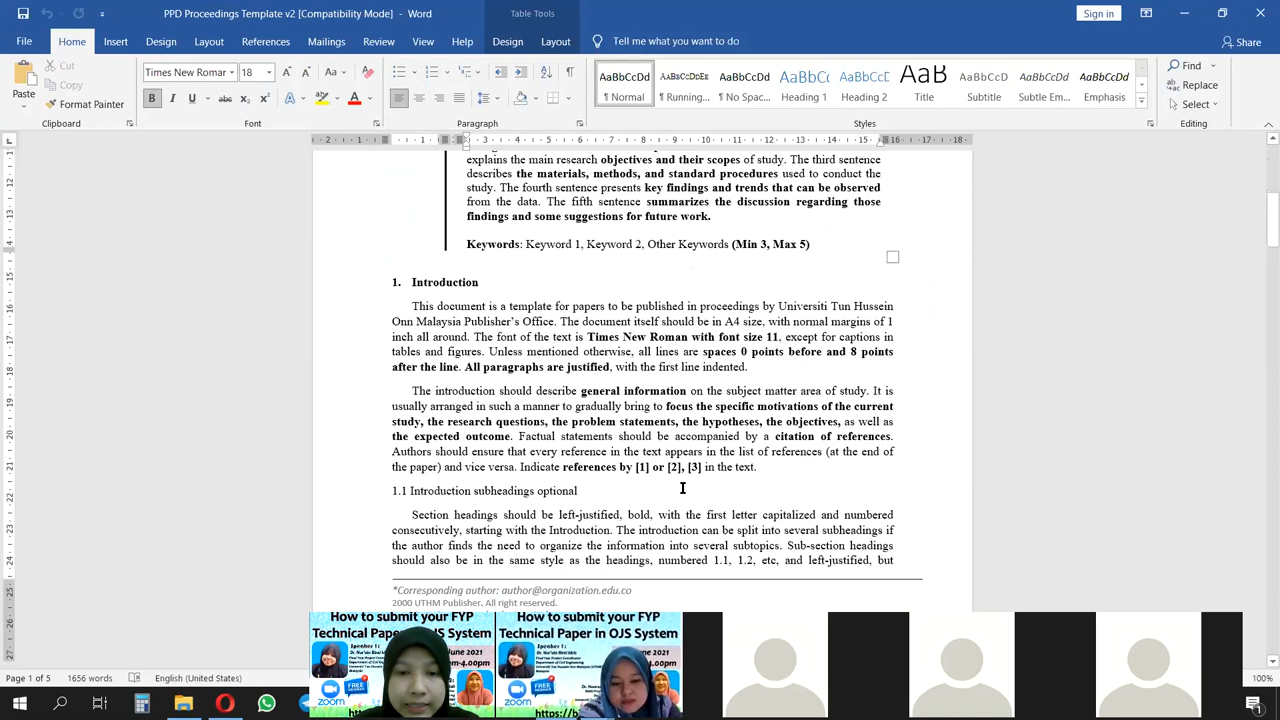 PPD Proceedings Template v2 [Compatibility Mode] - Word
Table Tools
Sign in
File Home Insert Design Layout References Mailings Review View Help Design Layout Tell me what you want to do Share
Cut
Copy
Format Painter
Paste
Clipboard
Times New Romar 18
Font
Paragraph
AaBbCcDd AABBCCDDEE AaBbCcDd AaBbCc AaBbCcE AaB AaBbCcD AaBbCcDd AaBbCcDd
¶ Normal ¶ Running... ¶ No Spac... Heading 1 Heading 2 Title Subtitle Subtle Em... Emphasis
Styles
Find
Replace
Select
Editing
explains the main research objectives and their scopes of study. The third sentence
describes the materials, methods, and standard procedures used to conduct the
study. The fourth sentence presents key findings and trends that can be observed
from the data. The fifth sentence summarizes the discussion regarding those
findings and some suggestions for future work.
Keywords: Keyword 1, Keyword 2, Other Keywords (Min 3, Max 5)
1. Introduction
This document is a template for papers to be published in proceedings by Universiti Tun Hussein
Onn Malaysia Publisher's Office. The document itself should be in A4 size, with normal margins of 1
inch all around. The font of the text is Times New Roman with font size 11, except for captions in
tables and figures. Unless mentioned otherwise, all lines are spaces 0 points before and 8 points
after the line. All paragraphs are justified, with the first line indented.
The introduction should describe general information on the subject matter area of study. It is
usually arranged in such a manner to gradually bring to focus the specific motivations of the current
study, the research questions, the problem statements, the hypotheses, the objectives, as well as
the expected outcome. Factual statements should be accompanied by a citation of references.
Authors should ensure that every reference in the text appears in the list of references (at the end of
the paper) and vice versa. Indicate references by [1] or [2], [3] in the text.
1.1 Introduction subheadings optional
Section headings should be left-justified, bold, with the first letter capitalized and numbered
consecutively, starting with the Introduction. The introduction can be split into several subheadings if
the author finds the need to organize the information into several subtopics. Sub-section headings
should also be in the same style as the headings, numbered 1.1, 1.2, etc, and left-justified, but
*Corresponding author: author@organization.edu.co
2000 UTHM Publisher. All right reserved.
How to submit your FYP
Technical Paper in OJS System
Speaker 1:
FREE
zoom
How to submit your FYP
Technical Paper in OJS System
Speaker 1:
June 2021
FREE
zoom
Page 1 of 5 1656 words English (United States)
100%